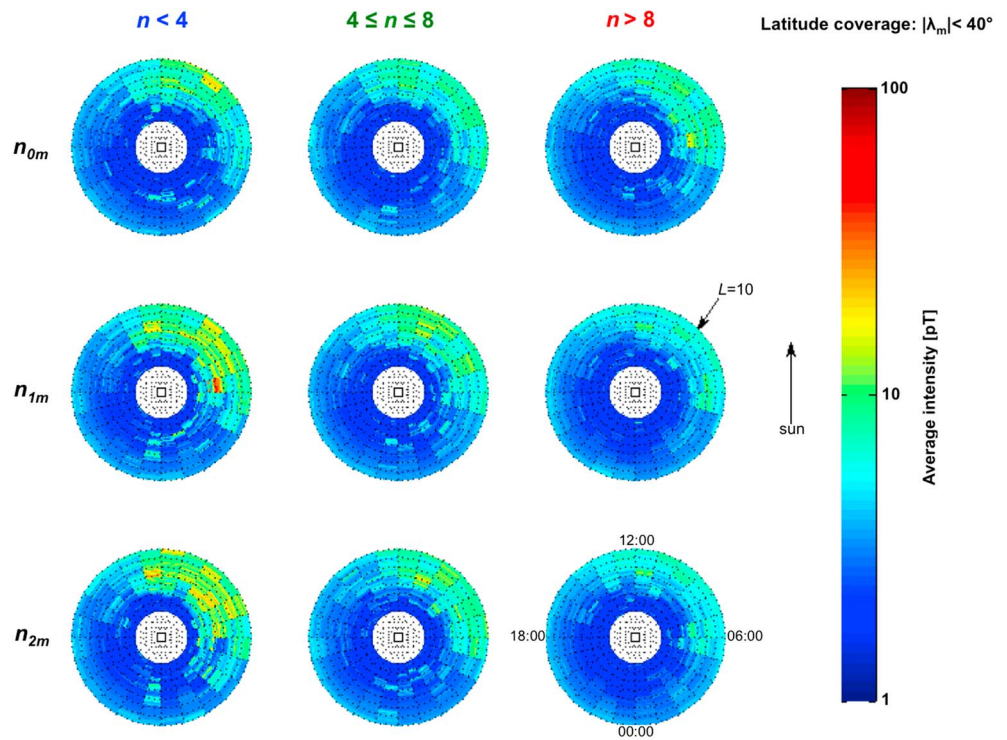 n < 4
4 ≤ n ≤ 8
n > 8
Latitude coverage: |λm|< 40°
100
n0m
L=10
n1m
sun
10
Average intensity [pT]
12:00
n2m
18:00
06:00
00:00
1